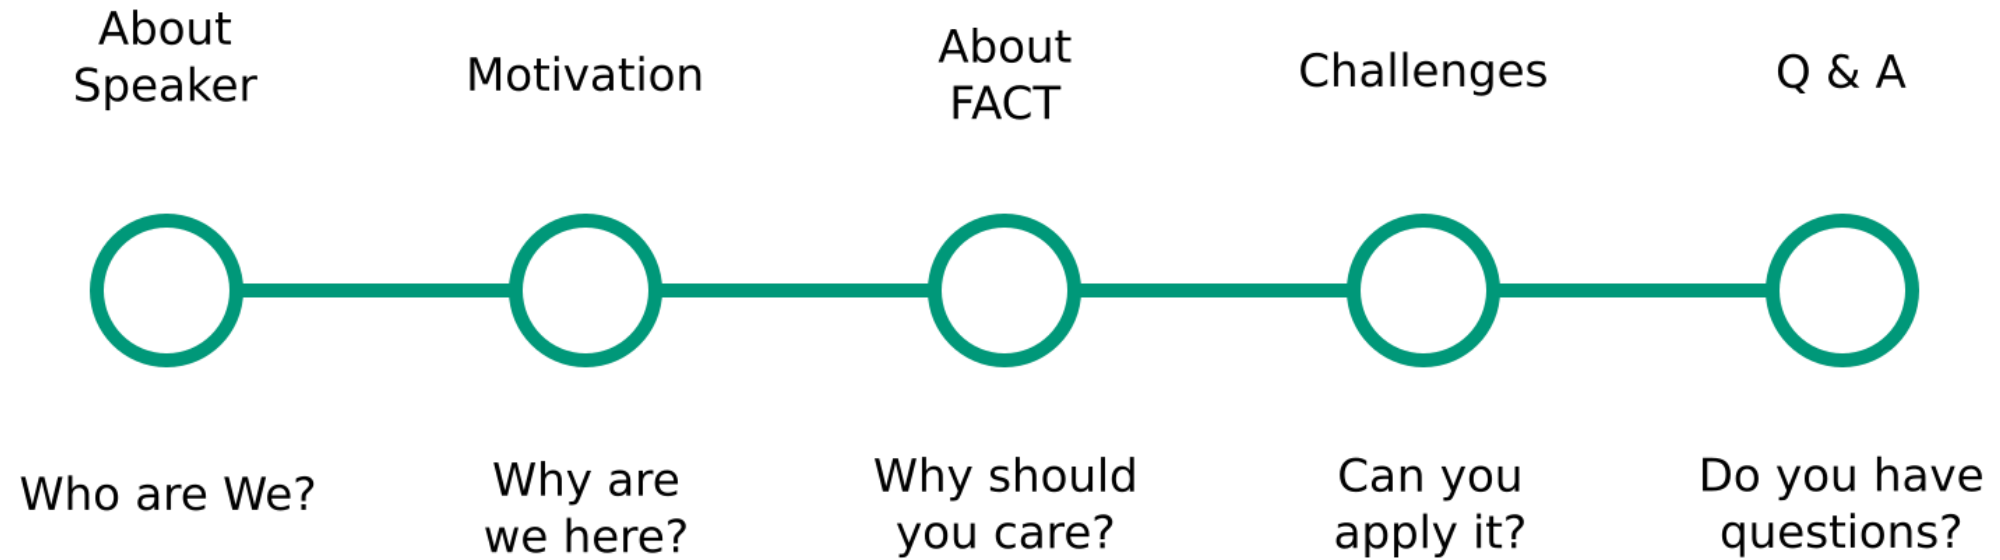 About
Speaker
Motivation
About
FACT
Challenges
Q & A
Who are We?
Why are
we here?
Why should
you care?
Can you
apply it?
Do you have
questions?